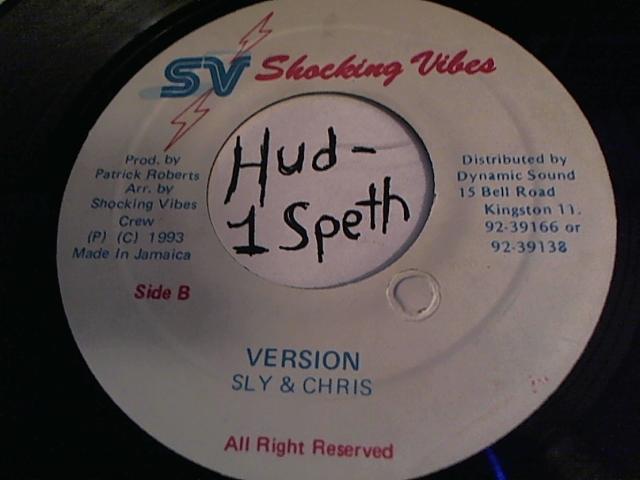 SV Shocking Vibes
Prod. by
Patrick Roberts
Arr. by
Shocking Vibes
Crew
(P) (C) 1993
Made In Jamaica
Side B
Hud-
1 Speth
Distributed by
Dynamic Sound
15 Bell Road
Kingston 11.
92-39166 or
92-39138
VERSION
SLY & CHRIS
All Right Reserved